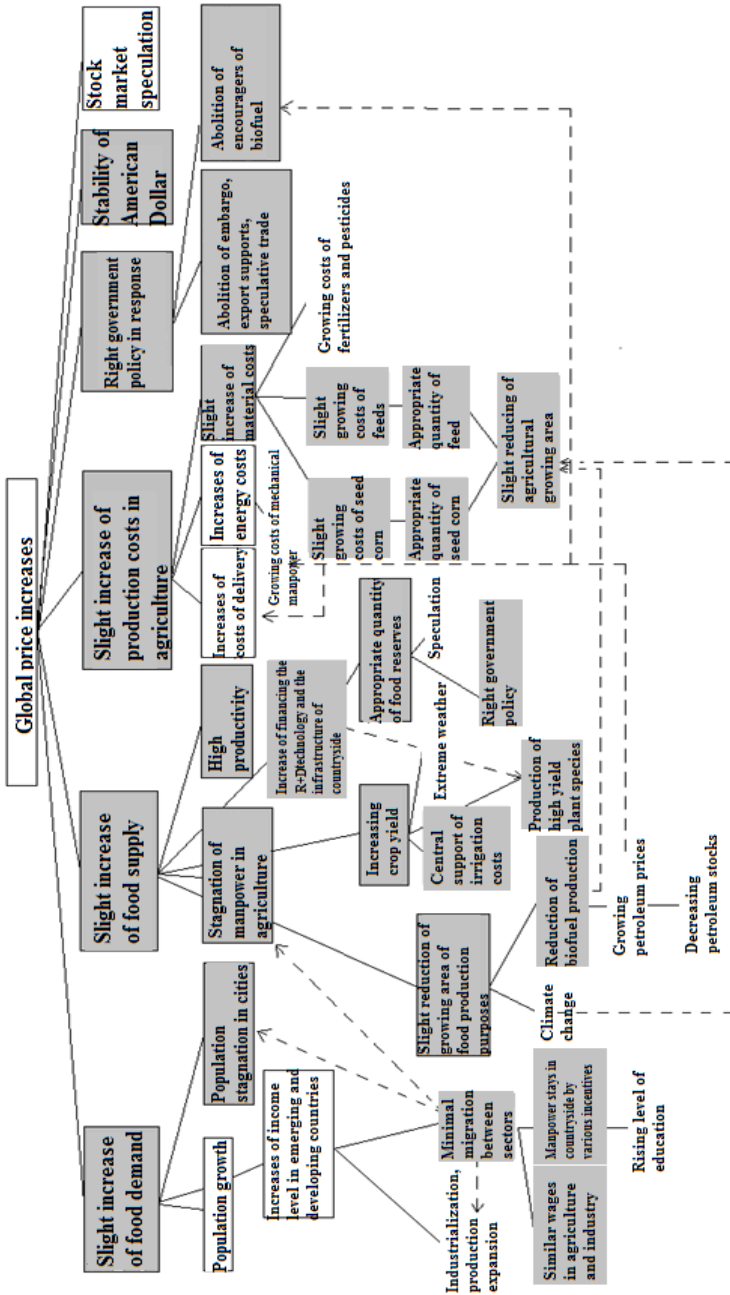 Global price increases
Slight increase
of food demand
Slight increase
of food supply
Slight increase of
production costs in
agriculture
Right government
policy in response
Stability of
American
Dollar
Stock
market
speculation
Population growth
Population
stagnation in cities
Stagnation of
manpower in
agriculture
High
productivity
Increases of
costs of delivery
Increases of
energy costs
Slight
increase of
material costs
Abolition of embargo,
export supports,
speculative trade
Abolition of
encouragers of
biofuel
Increases of income
level in emerging and
developing countries
Increase of financing the
R+Dtechnology and the
infrastructure of
countryside
Growing costs of mechanical
manpower
Slight
growing
costs of seed
corn
Slight growing
costs of
feeds
Growing costs of
fertilizers and pesticides
Increasing
crop yield
Appropriate quantity
of food reserves
Appropriate
quantity of
seed corn
Appropriate
quantity of
feed
Slight reduction of
growing area of
food production
purposes
Central
support of
irrigation
costs
Extreme weather
Speculation
Industrialization,
production
expansion
Minimal
migration
between
sectors
Right government
policy
Slight reducing of
agricultural
growing area
Production of
high yield
plant species
Similar wages
in agriculture
and industry
Manpower stays in
countryside by
various incentives
Climate
change
Reduction of
biofuel production
Rising level of
education
Growing
petroleum prices
Decreasing
petroleum stocks